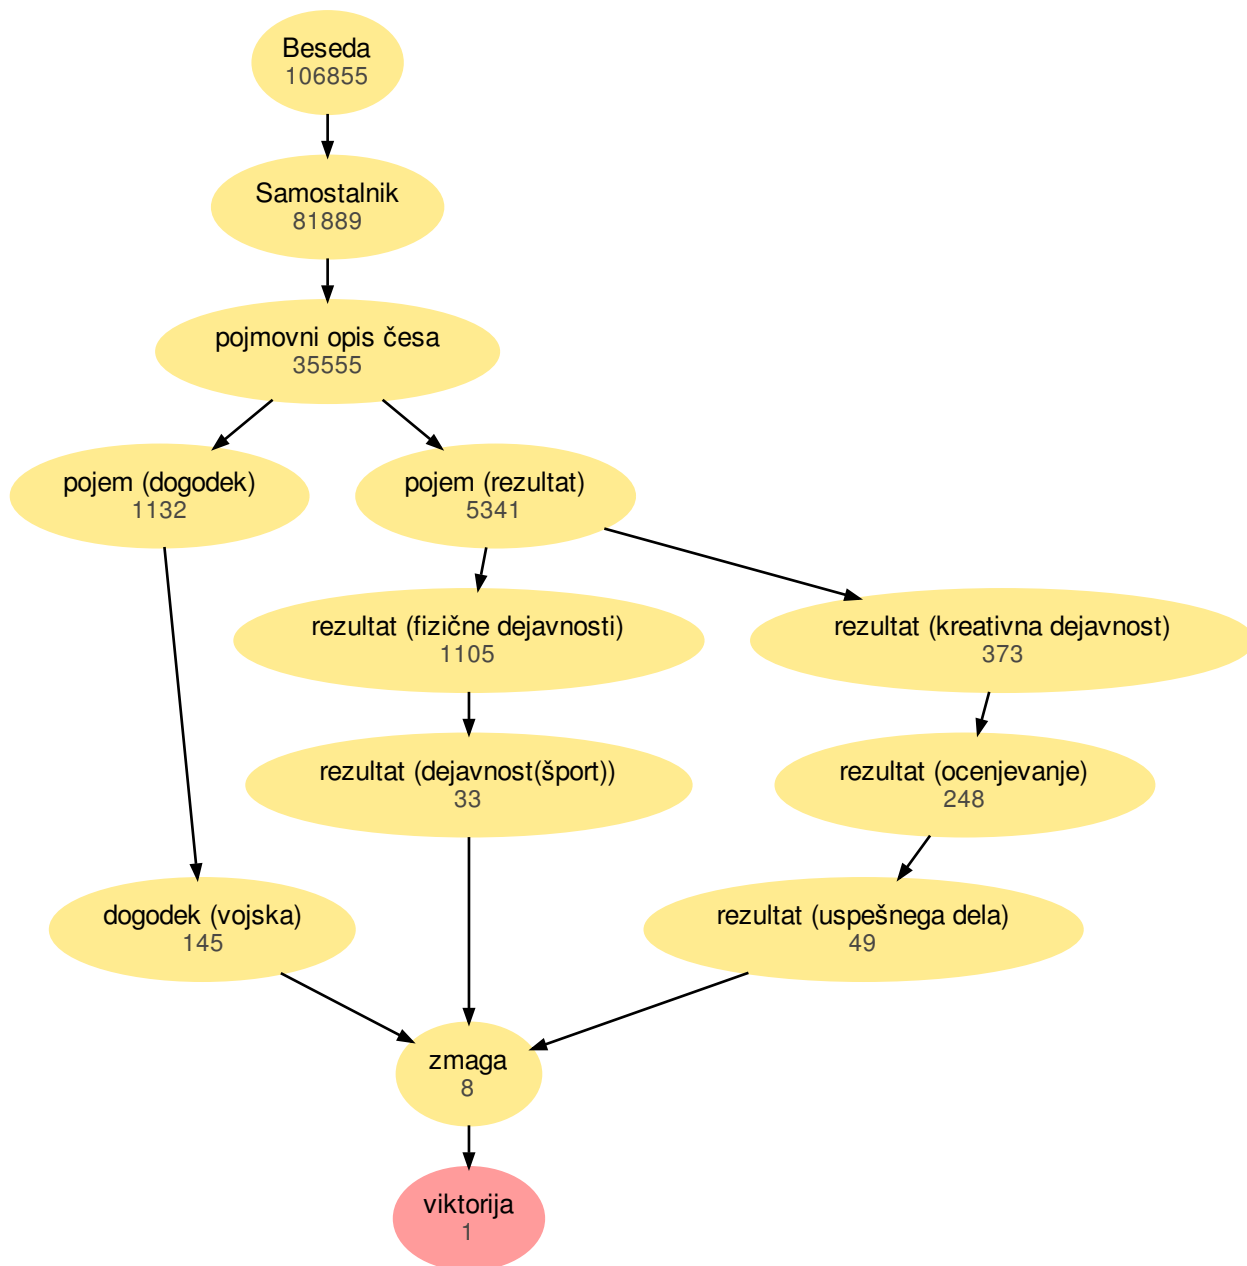 Beseda
106855
Samostalnik
81889
pojmovni opis česa
35555
pojem (dogodek)
1132
pojem (rezultat)
5341
rezultat (fizične dejavnosti)
1105
rezultat (kreativna dejavnost)
373
rezultat (dejavnost(šport))
33
rezultat (ocenjevanje)
248
dogodek (vojska)
145
rezultat (uspešnega dela)
49
zmaga
8
viktorija
1